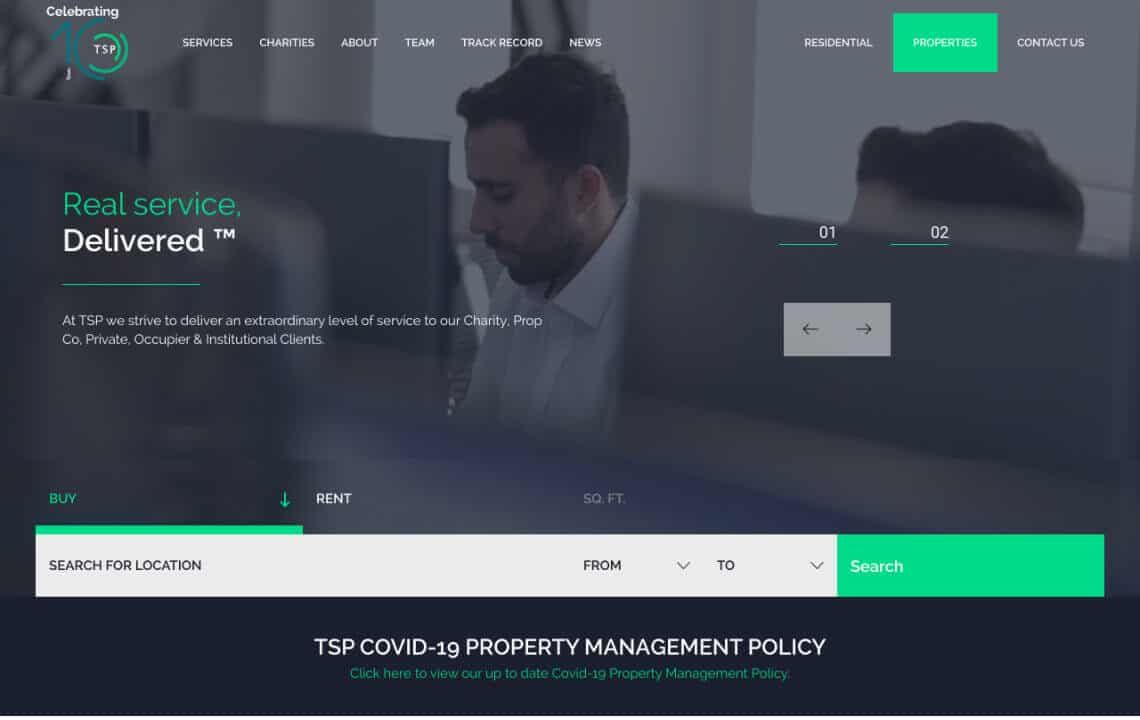 Celebrating
10 TSP
SERVICES CHARITIES ABOUT TEAM TRACK RECORD NEWS RESIDENTIAL PROPERTIES CONTACT US
Real service,
Delivered ™
01 02
At TSP we strive to deliver an extraordinary level of service to our Charity, Prop
Co, Private, Occupier & Institutional Clients.
BUY RENT SQ. FT.
SEARCH FOR LOCATION FROM TO Search
TSP COVID-19 PROPERTY MANAGEMENT POLICY
Click here to view our up to date Covid-19 Property Management Policy.